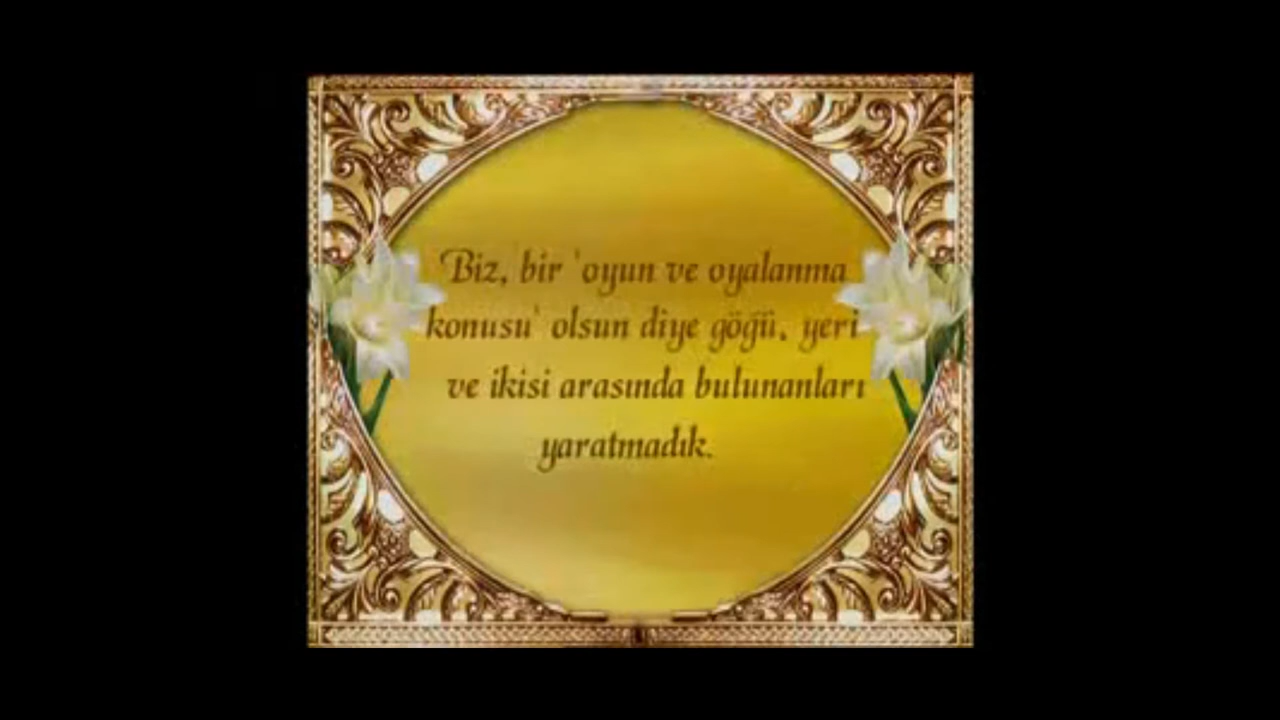 Biz, bir 'oyun ve oyalanma
konusu' olsun diye göğü, yeri
ve ikisi arasında bulunanları
yaratmadık.